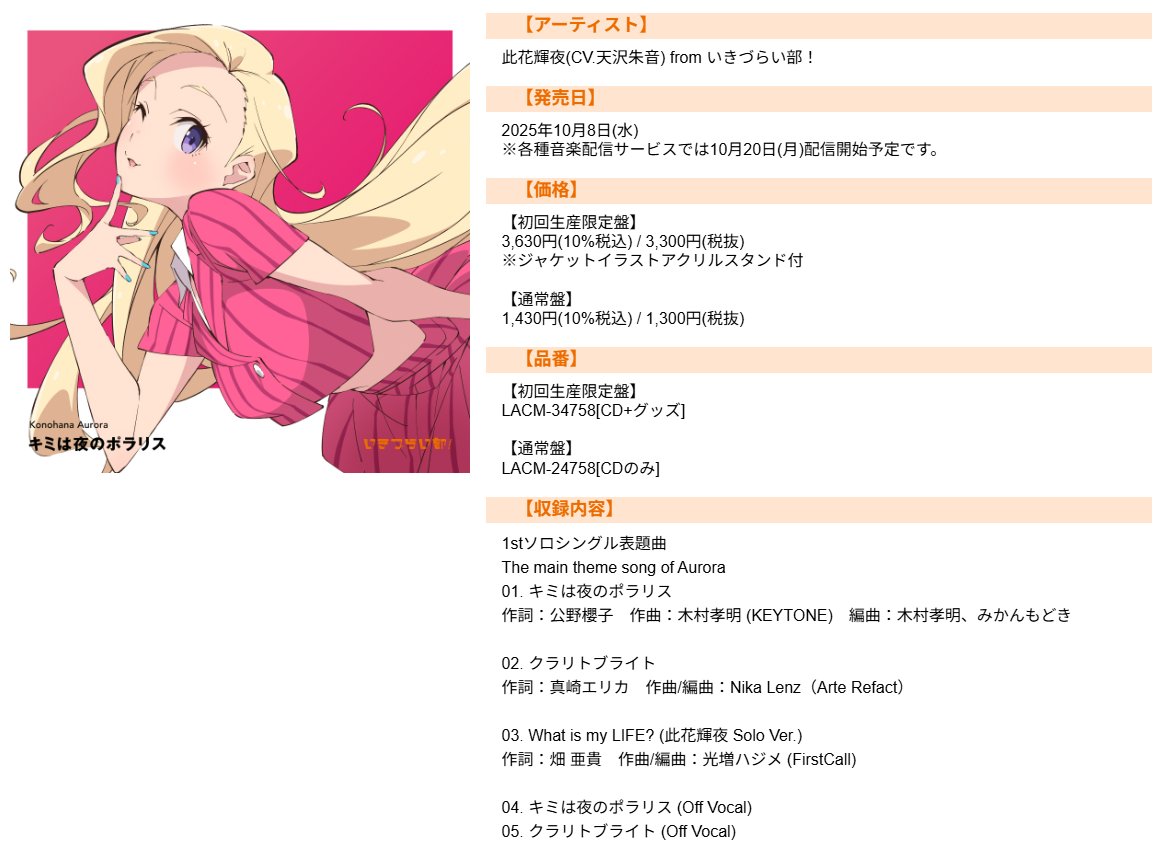 Konohana Aurora
キミは夜のポラリス
いきづらい部!
【アーティスト】
此花輝夜(CV.天沢朱音) from いきづらい部！
【発売日】
2025年10月8日(水)
※各種音楽配信サービスでは10月20日(月)配信開始予定です。
【価格】
【初回生産限定盤】
3,630円(10%税込) / 3,300円(税抜)
※ジャケットイラストアクリルスタンド付
【通常盤】
1,430円(10%税込) / 1,300円(税抜)
【品番】
【初回生産限定盤】
LACM-34758[CD+グッズ]
【通常盤】
LACM-24758[CDのみ]
【収録内容】
1stソロシングル表題曲
The main theme song of Aurora
01. キミは夜のポラリス
作詞：公野櫻子　作曲：木村孝明 (KEYTONE)　編曲：木村孝明、みかんもどき
02. クラリトブライト
作詞：真崎エリカ　作曲/編曲：Nika Lenz（Arte Refact）
03. What is my LIFE? (此花輝夜 Solo Ver.)
作詞：畑 亜貴　作曲/編曲：光増ハジメ (FirstCall)
04. キミは夜のポラリス (Off Vocal)
05. クラリトブライト (Off Vocal)